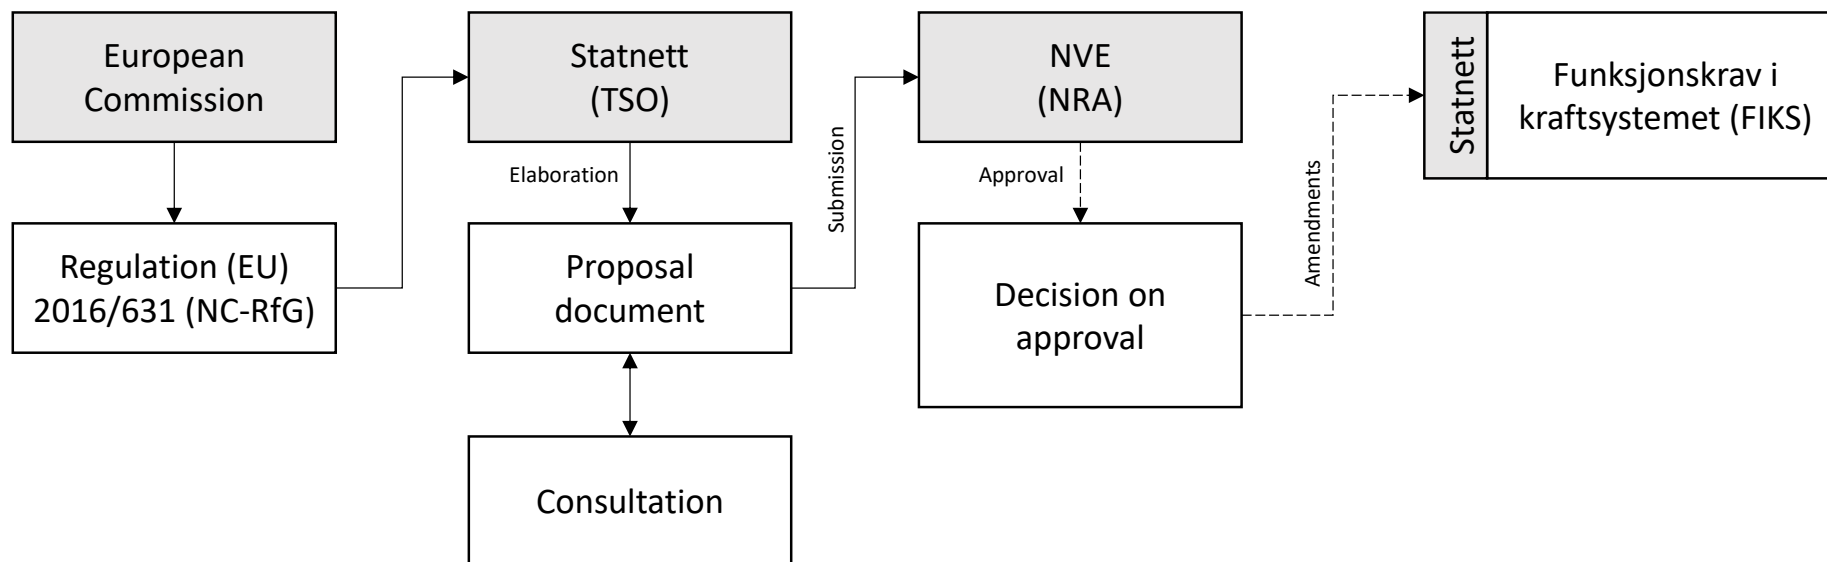 European
Commission
Regulation (EU)
2016/631 (NC-RfG)
Statnett
(TSO)
Elaboration
Proposal
document
Consultation
Submission
NVE
(NRA)
Approval
Decision on
approval
Amendments
Statnett
Funksjonskrav i
kraftsystemet (FIKS)